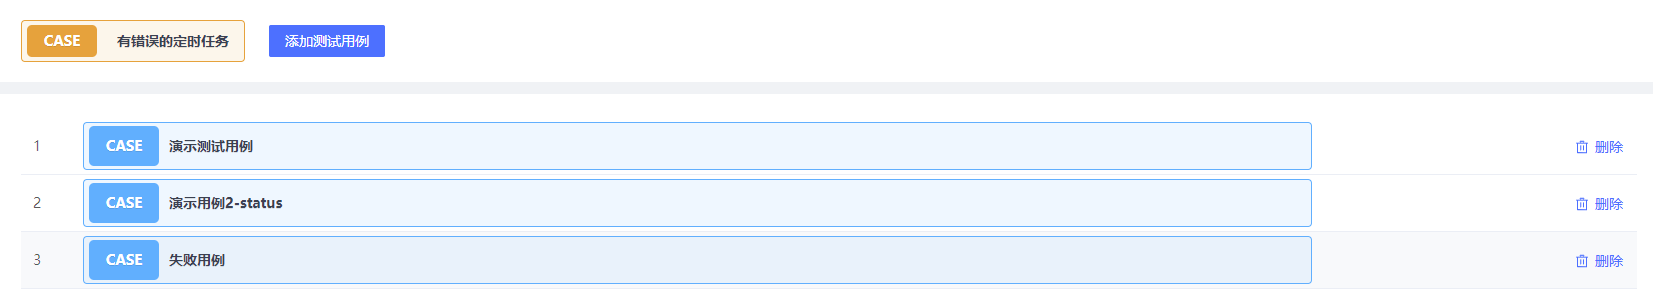 CASE 有错误的定时任务 添加测试用例
1 CASE 演示测试用例 删除
2 CASE 演示用例2-status 删除
3 CASE 失败用例 删除